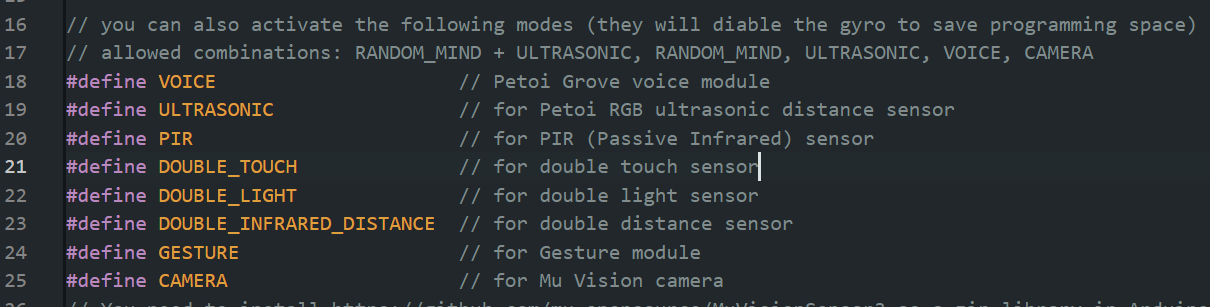 16 // you can also activate the following modes (they will diable the gyro to save programming space)
17 // allowed combinations: RANDOM_MIND + ULTRASONIC, RANDOM_MIND, ULTRASONIC, VOICE, CAMERA
18 #define VOICE // Petoi Grove voice module
19 #define ULTRASONIC // for Petoi RGB ultrasonic distance sensor
20 #define PIR // for PIR (Passive Infrared) sensor
21 #define DOUBLE_TOUCH // for double touch sensor
22 #define DOUBLE_LIGHT // for double light sensor
23 #define DOUBLE_INFRARED_DISTANCE // for double distance sensor
24 #define GESTURE // for Gesture module
25 #define CAMERA // for Mu Vision camera